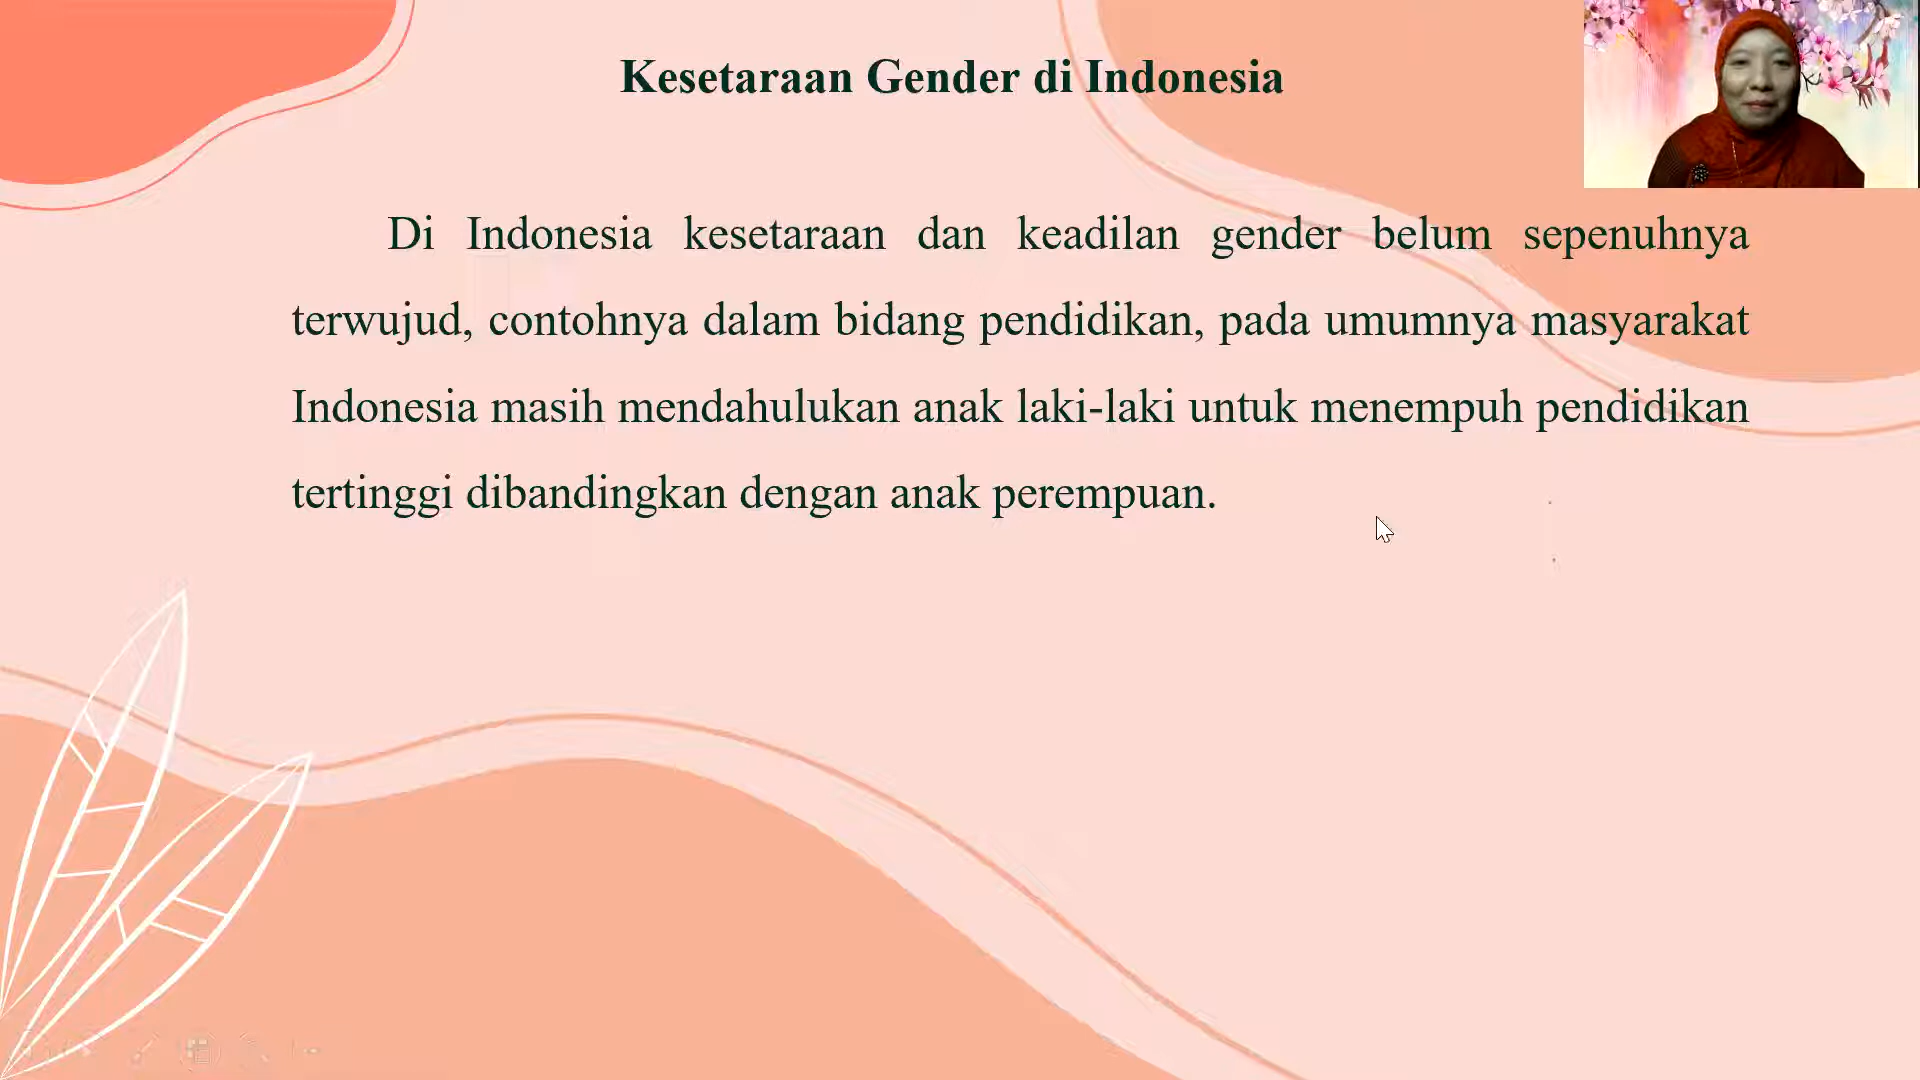 Kesetaraan Gender di Indonesia
Di Indonesia kesetaraan dan keadilan gender belum sepenuhnya
terwujud, contohnya dalam bidang pendidikan, pada umumnya masyarakat
Indonesia masih mendahulukan anak laki-laki untuk menempuh pendidikan
tertinggi dibandingkan dengan anak perempuan.